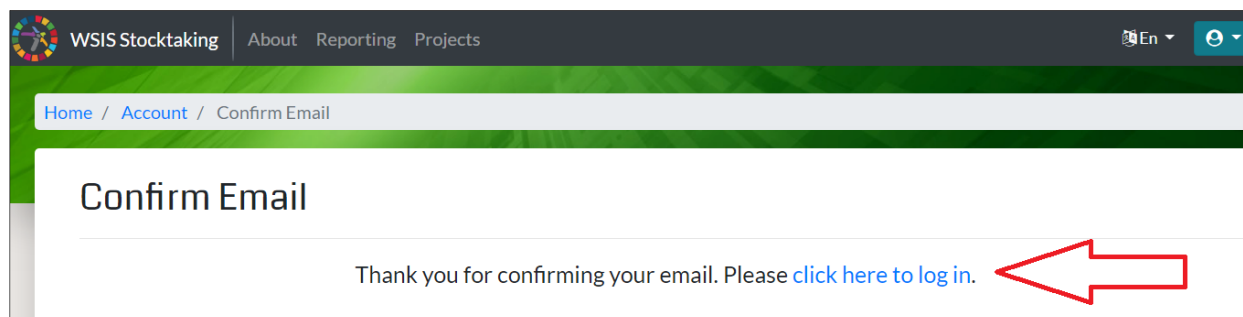 WSIS Stocktaking About Reporting Projects En
Home / Account / Confirm Email
Confirm Email
Thank you for confirming your email. Please click here to log in.